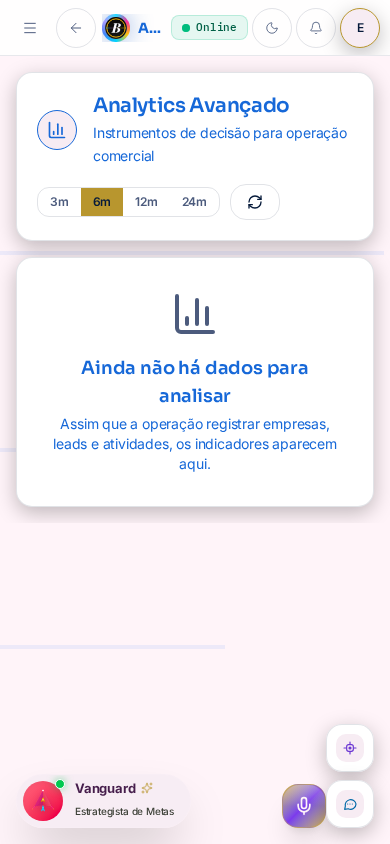 B A... Online E
Analytics Avançado
Instrumentos de decisão para operação
comercial
3m 6m 12m 24m
Ainda não há dados para
analisar
Assim que a operação registrar empresas,
leads e atividades, os indicadores aparecem
aqui.
Vanguard
Estrategista de Metas